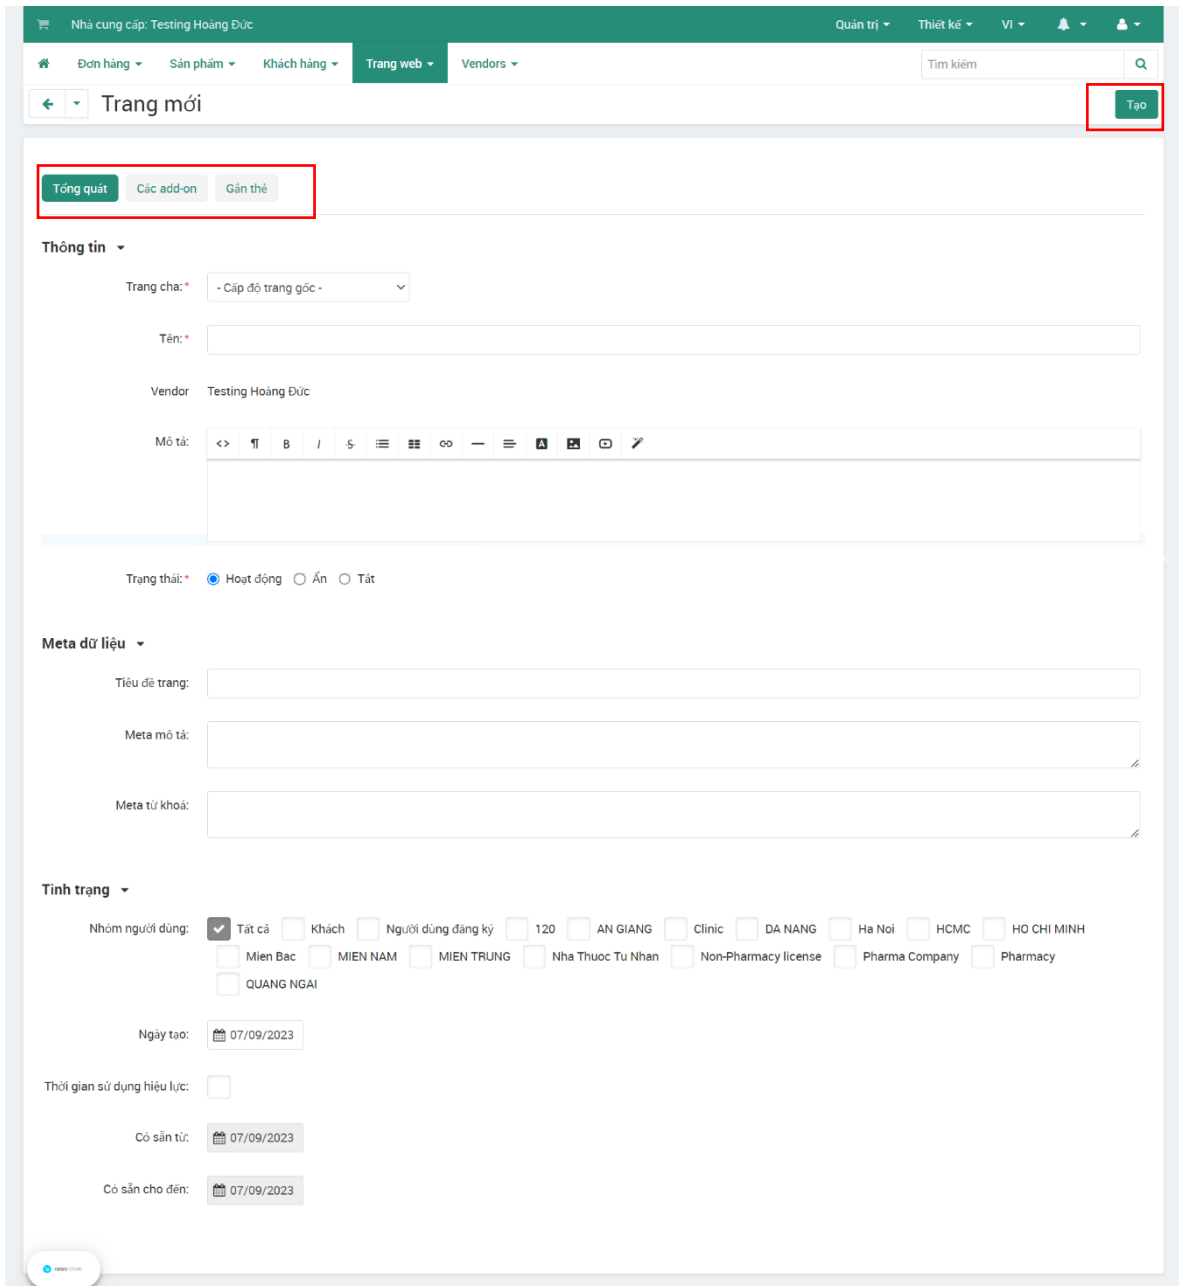 Nhà cung cấp: Testing Hoàng Đức Quản trị Thiết kế VI
Đơn hàng Sản phẩm Khách hàng Trang web Vendors Tìm kiếm
Trang mới Tạo
Tổng quát Các add-on Gắn thẻ
Thông tin
Trang cha:* - Cấp độ trang gốc -
Tên:*
Vendor Testing Hoàng Đức
Mô tả:
Trạng thái:* Hoạt động Ẩn Tắt
Meta dữ liệu
Tiêu đề trang:
Meta mô tả:
Meta từ khoá:
Tình trạng
Nhóm người dùng: Tất cả Khách Người dùng đăng ký 120 AN GIANG Clinic DA NANG Ha Noi HCMC HO CHI MINH
Mien Bac MIEN NAM MIEN TRUNG Nha Thuoc Tu Nhan Non-Pharmacy license Pharma Company Pharmacy
QUANG NGAI
Ngày tạo: 07/09/2023
Thời gian sử dụng hiệu lực:
Có sẵn từ: 07/09/2023
Có sẵn cho đến: 07/09/2023